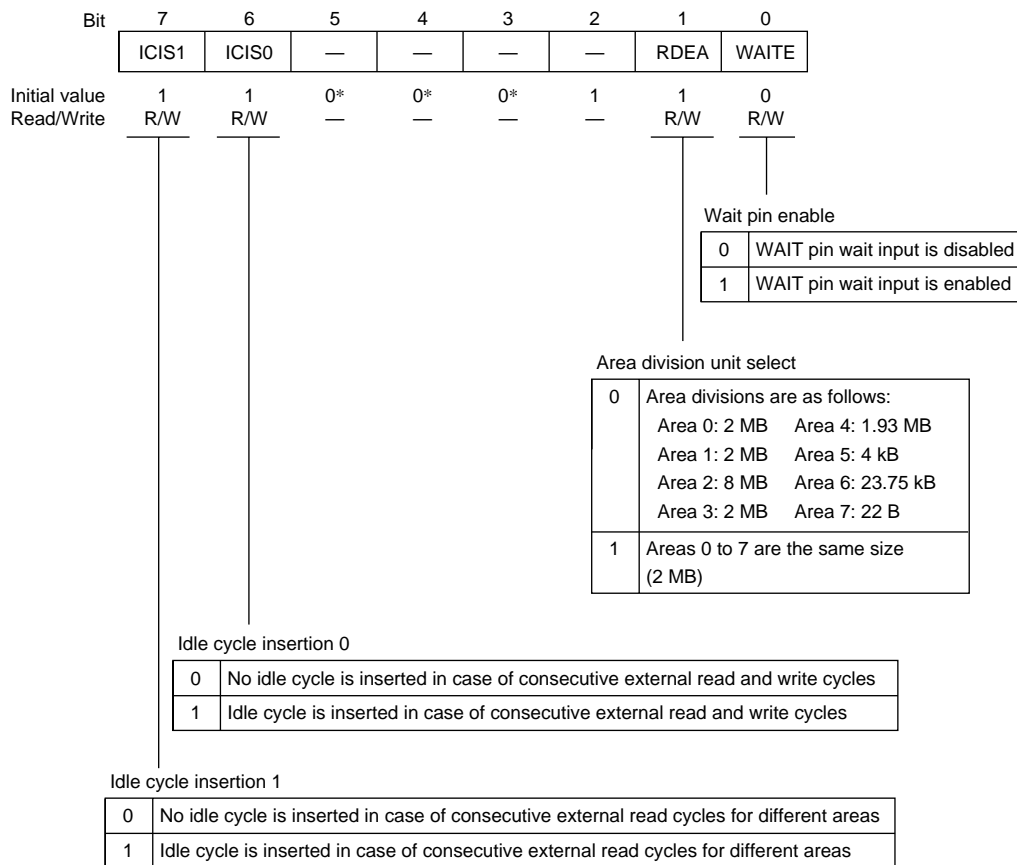 Bit 7 6 5 4 3 2 1 0
ICIS1 ICIS0 — — — — RDEA WAITE
Initial value 1 1 0* 0* 0* 1 1 0
Read/Write R/W R/W — — — — R/W R/W
Wait pin enable
0 WAIT pin wait input is disabled
1 WAIT pin wait input is enabled
Area division unit select
0 Area divisions are as follows:
Area 0: 2 MB Area 4: 1.93 MB
Area 1: 2 MB Area 5: 4 kB
Area 2: 8 MB Area 6: 23.75 kB
Area 3: 2 MB Area 7: 22 B
1 Areas 0 to 7 are the same size
(2 MB)
Idle cycle insertion 0
0 No idle cycle is inserted in case of consecutive external read and write cycles
1 Idle cycle is inserted in case of consecutive external read and write cycles
Idle cycle insertion 1
0 No idle cycle is inserted in case of consecutive external read cycles for different areas
1 Idle cycle is inserted in case of consecutive external read cycles for different areas